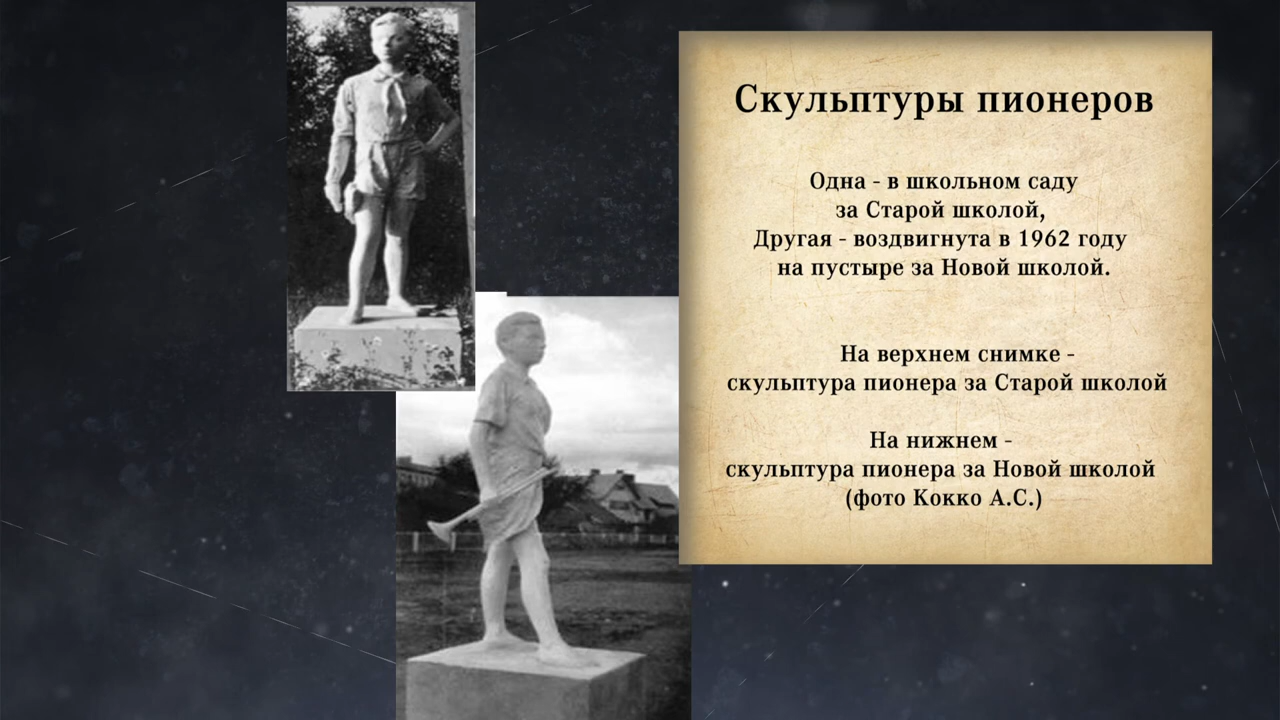 Скульптуры пионеров
Одна - в школьном саду
за Старой школой,
Другая - воздвигнута в 1962 году
на пустыре за Новой школой.
На верхнем снимке -
скульптура пионера за Старой школой
На нижнем -
скульптура пионера за Новой школой
(фото Кокко А.С.)